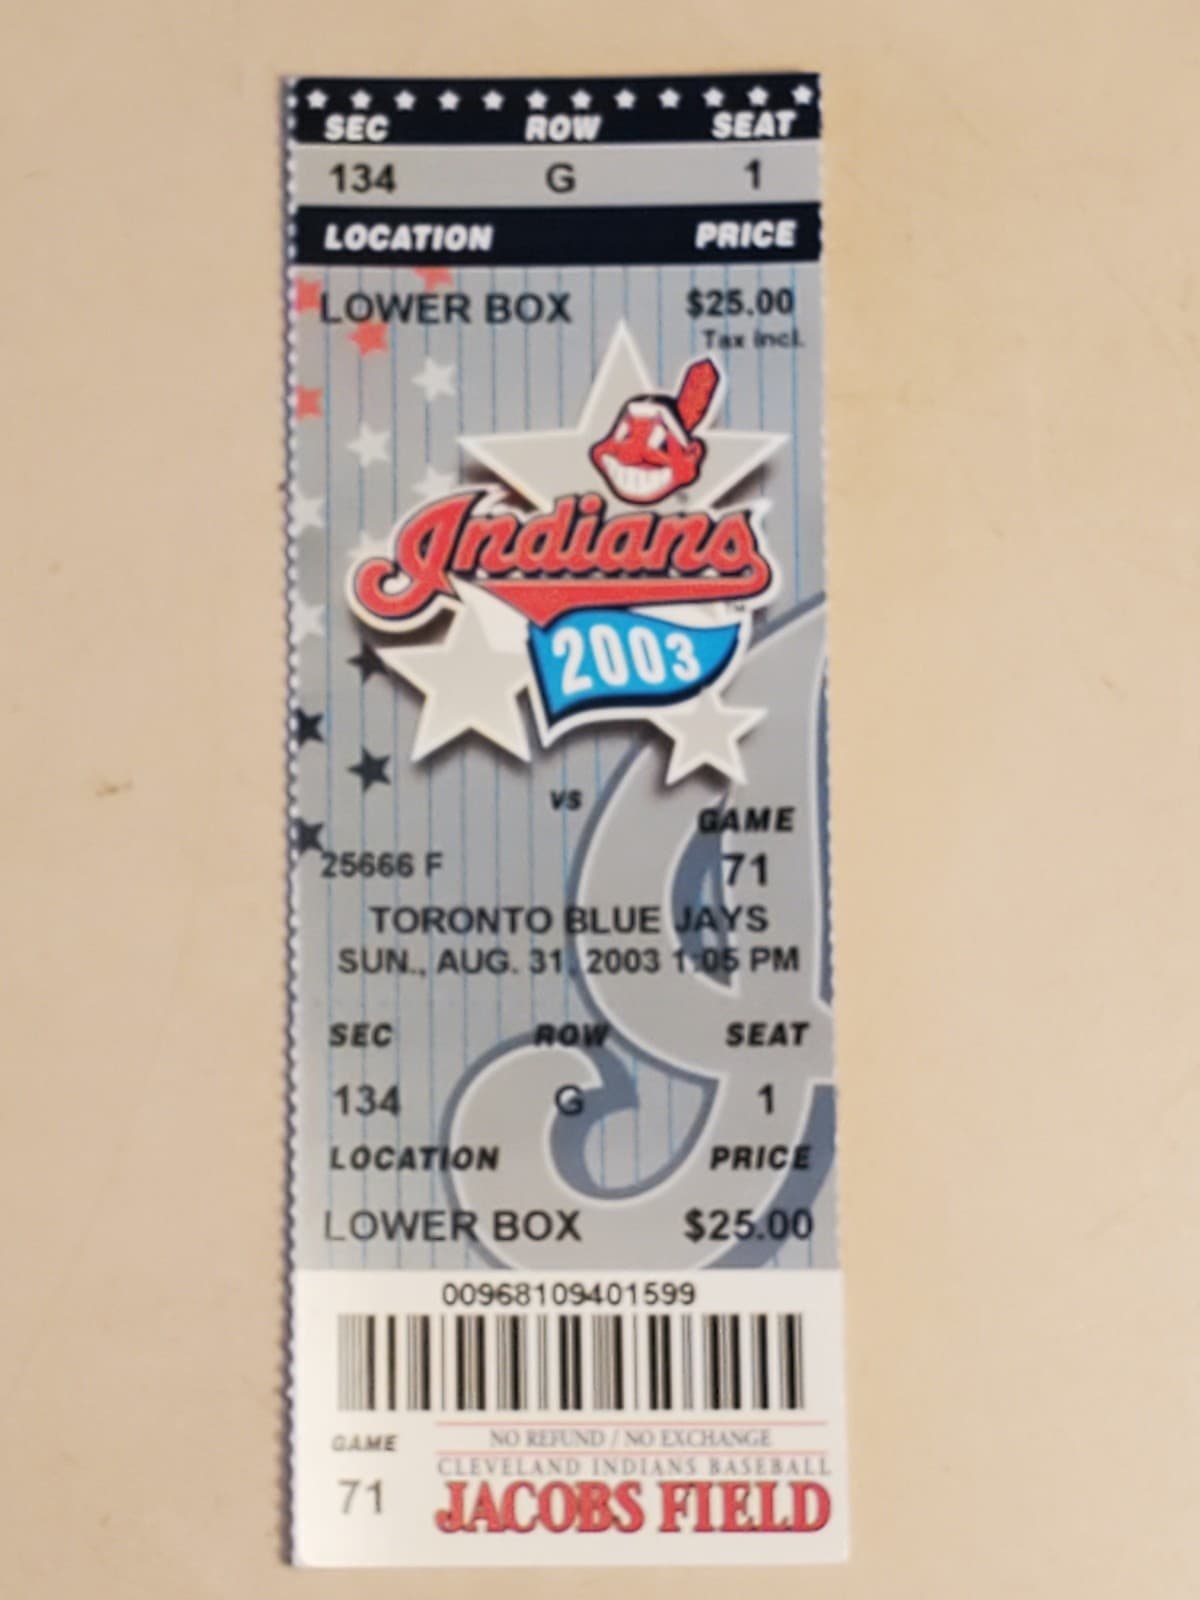 SEC ROW SEAT
134 G 1
LOCATION PRICE
LOWER BOX $25.00
Tax Incl.
Indians
TM
2003
VS
GAME
25666 F 71
TORONTO BLUE JAYS
SUN., AUG. 31, 2003 1:05 PM
SEC ROW SEAT
134 G 1
LOCATION PRICE
LOWER BOX $25.00
00968109401599
GAME
71
NO REFUND / NO EXCHANGE
CLEVELAND INDIANS BASEBALL
JACOBS FIELD